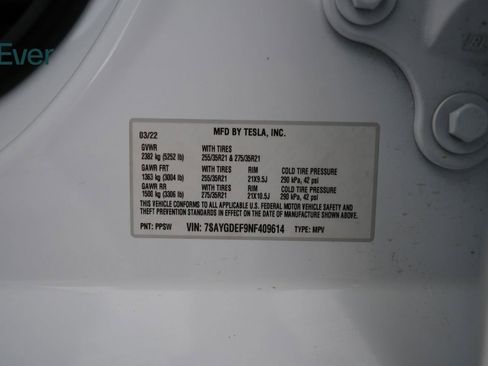 Ever
03/22 MFD BY TESLA, INC.
GVWR WITH TIRES
2382 kg (5252 lb) 255/35R21 & 275/35R21
GAWR FRT WITH TIRES RIM COLD TIRE PRESSURE
1363 kg (3004 lb) 255/35R21 21X9.5J 290 kPa, 42 psi
GAWR RR WITH TIRES RIM COLD TIRE PRESSURE
1500 kg (3306 lb) 275/35R21 21X10.5J 290 kPa, 42 psi
THIS VEHICLE CONFORMS TO ALL APPLICABLE U.S. FEDERAL MOTOR VEHICLE SAFETY AND
THEFT PREVENTION STANDARDS IN EFFECT ON THE DATE OF MANUFACTURE SHOWN ABOVE.
PNT: PPSW VIN: 7SAYGDEF9NF409614 TYPE: MPV